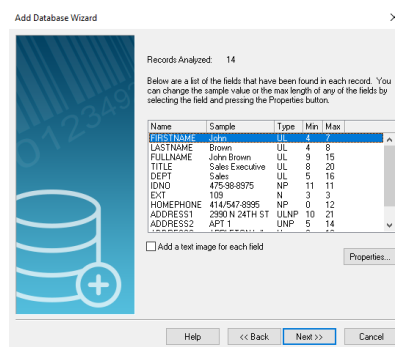 Add Database Wizard
Records Analyzed: 14
Below are a list of the fields that have been found in each record. You
can change the sample value or the max length of any of the fields by
selecting the field and pressing the Properties button.
Name Sample Type Min Max
FIRSTNAME John UL 4 7
LASTNAME Brown UL 4 8
FULLNAME John Brown UL 9 15
TITLE Sales Executive UL 8 20
DEPT Sales UL 5 16
IDNO 475-98-8975 NP 11 11
EXT 109 N 3 3
HOMEPHONE 414/547-8995 NP 0 12
ADDRESS1 2990 N 24TH ST ULNP 10 21
ADDRESS2 APT 1 UNP 5 14
Add a text image for each field
Properties...
Help << Back Next >> Cancel
012349